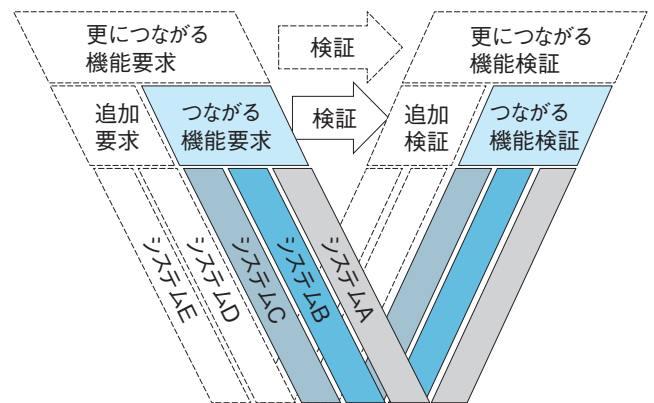 更につながる
機能要求
検証
更につながる
機能検証
追加
要求
つながる
機能要求
検証
追加
検証
つながる
機能検証
システムE
システムD
システムC
システムB
システムA